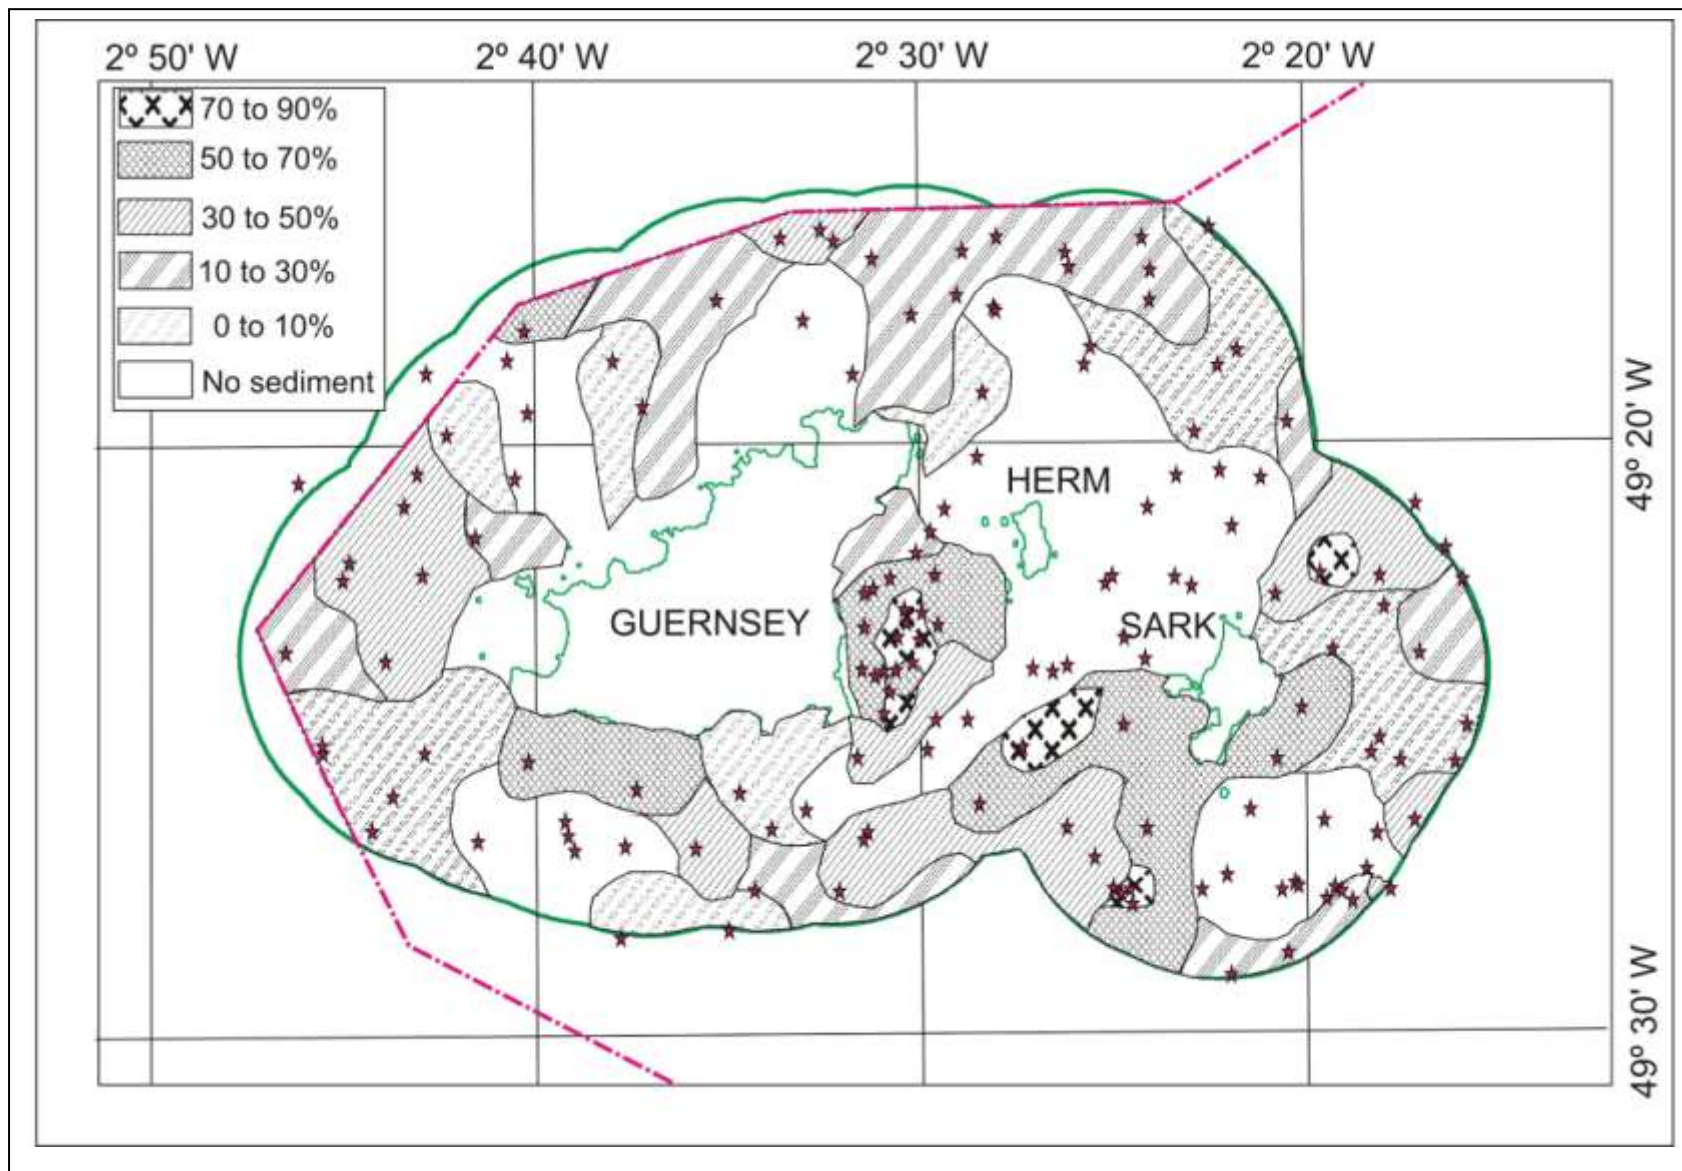 2º 50' W 2º 40' W 2º 30' W 2º 20' W
70 to 90%
50 to 70%
30 to 50%
10 to 30%
0 to 10%
No sediment
49º 20' W
HERM
GUERNSEY
SARK
49º 30' W